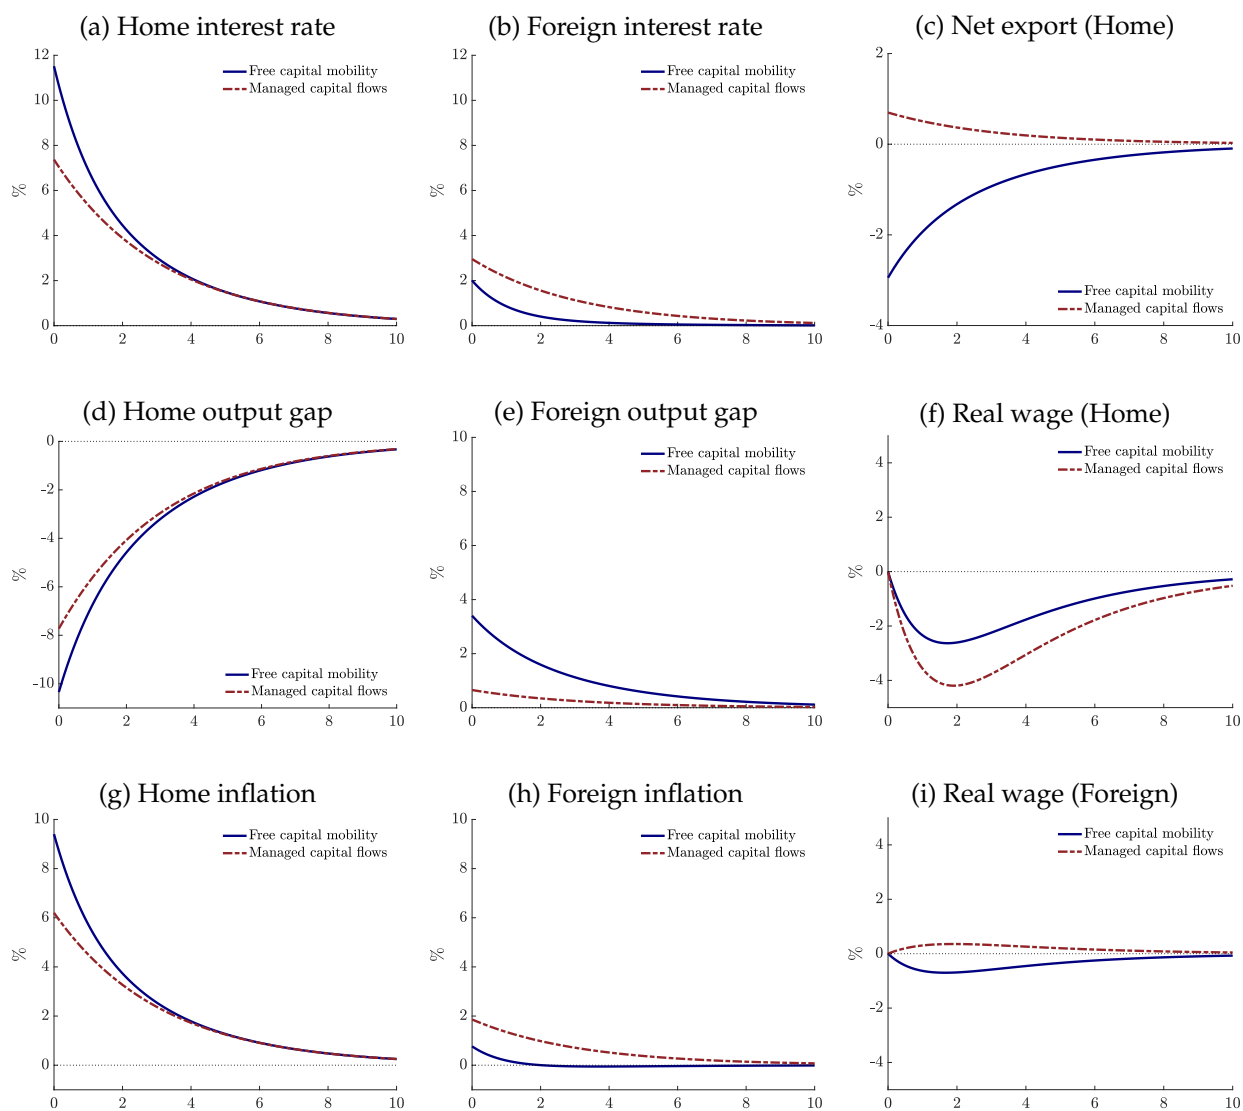 (a) Home interest rate
12
10
8
6
4
2
0
%
0 2 4 6 8 10
Free capital mobility
Managed capital flows
(b) Foreign interest rate
12
10
8
6
4
2
0
%
0 2 4 6 8 10
Free capital mobility
Managed capital flows
(c) Net export (Home)
2
0
-2
-4
%
0 2 4 6 8 10
Free capital mobility
Managed capital flows
(d) Home output gap
0
-2
-4
-6
-8
-10
%
0 2 4 6 8 10
Free capital mobility
Managed capital flows
(e) Foreign output gap
10
8
6
4
2
0
%
0 2 4 6 8 10
Free capital mobility
Managed capital flows
(f) Real wage (Home)
4
2
0
-2
-4
%
0 2 4 6 8 10
Free capital mobility
Managed capital flows
(g) Home inflation
10
8
6
4
2
0
%
0 2 4 6 8 10
Free capital mobility
Managed capital flows
(h) Foreign inflation
10
8
6
4
2
0
%
0 2 4 6 8 10
Free capital mobility
Managed capital flows
(i) Real wage (Foreign)
4
2
0
-2
-4
%
0 2 4 6 8 10
Free capital mobility
Managed capital flows